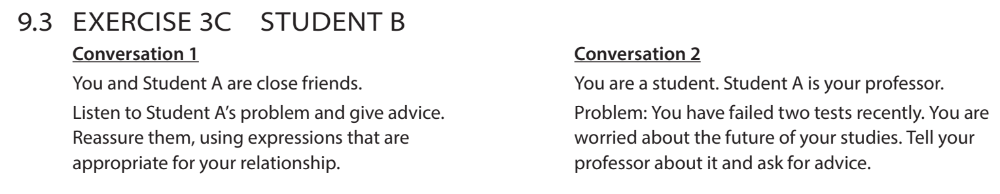 9.3 EXERCISE 3C STUDENT B
Conversation 1
You and Student A are close friends.
Listen to Student A’s problem and give advice.
Reassure them, using expressions that are
appropriate for your relationship.
Conversation 2
You are a student. Student A is your professor.
Problem: You have failed two tests recently. You are
worried about the future of your studies. Tell your
professor about it and ask for advice.